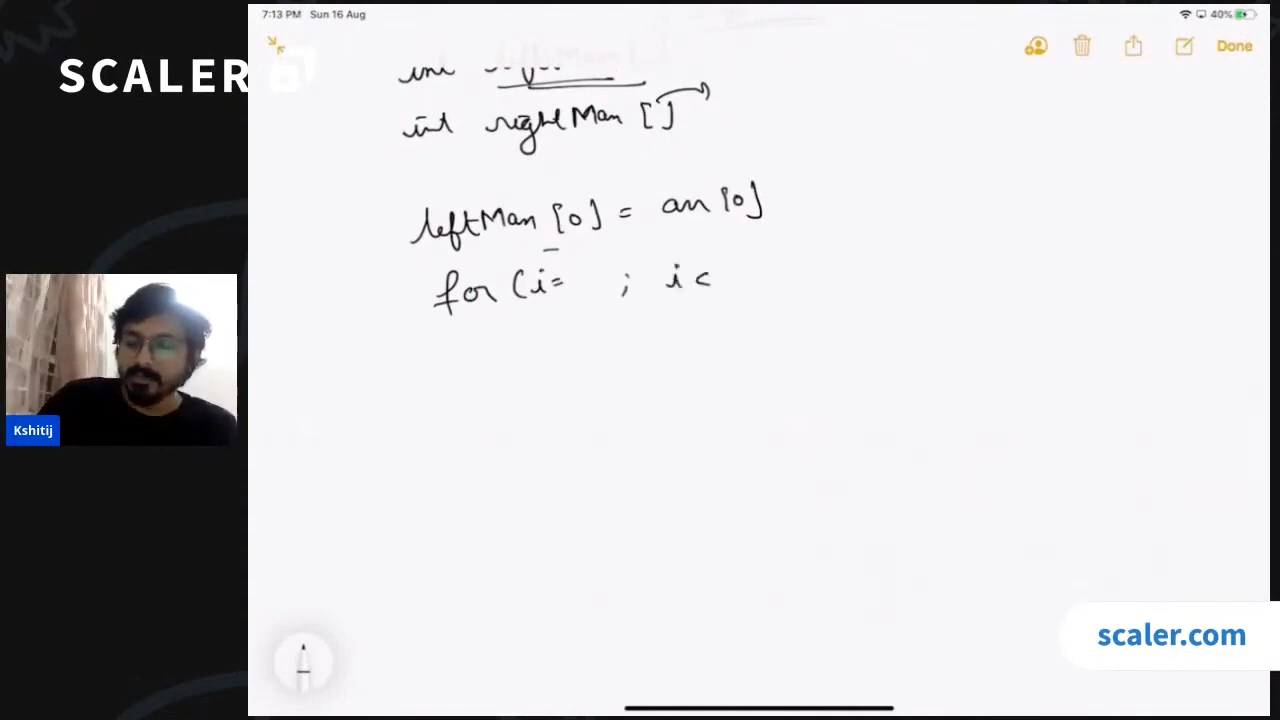 7:13 PM Sun 16 Aug
40%
Done
SCALER
int
int rightMax []
leftMax [0] = arr [0]
for (i= ; i <
Kshitij
scaler.com